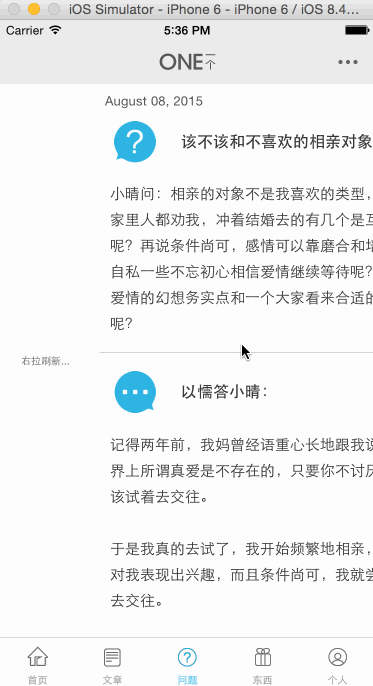 iOS Simulator - iPhone 6 - iPhone 6 / iOS 8.4...
Carrier 5:36 PM
ONE一个
August 08, 2015
该不该和不喜欢的相亲对象
小晴问：相亲的对象不是我喜欢的类型，
家里人都劝我，冲着结婚去的有几个是互
呢？再说条件尚可，感情可以靠磨合和培
自私一些不忘初心相信爱情继续等待呢？
爱情的幻想务实点和一个大家看来合适的
呢？
右拉刷新...
以懦答小晴：
记得两年前，我妈曾经语重心长地跟我说
界上所谓真爱是不存在的，只要你不讨厌
该试着去交往。
于是我真的去试了，我开始频繁地相亲，
对我表现出兴趣，而且条件尚可，我就尝
去交往。
首页 文章 问题 东西 个人